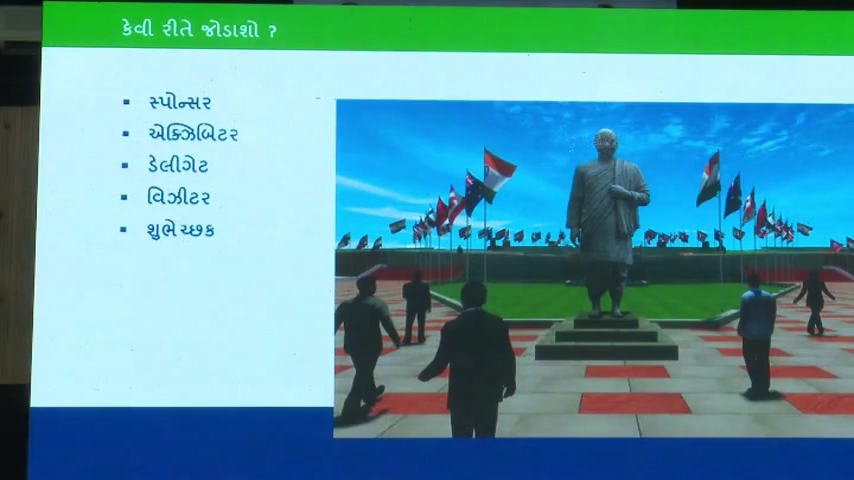 કેવી રીતે જોડાશો ?
સ્પોન્સર
એક્ઝિબિટર
ડેલીગેટ
વિઝીટર
શુભેચ્છક